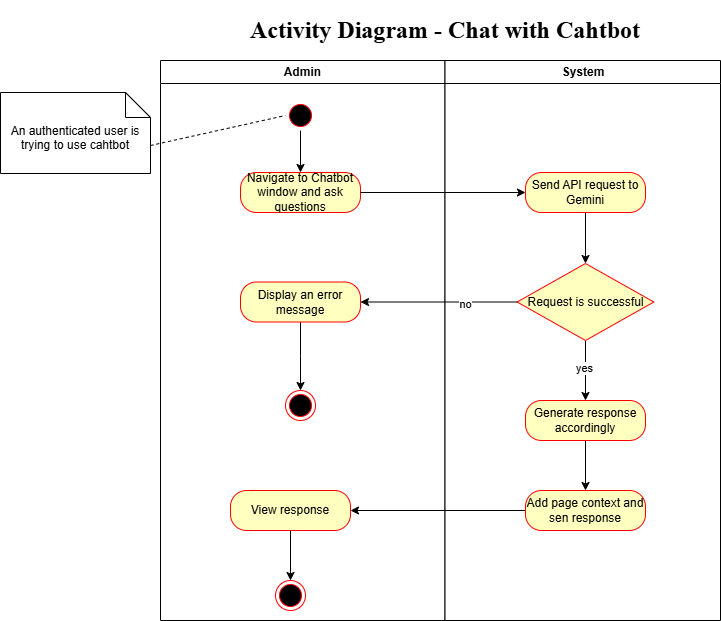 Activity Diagram - Chat with Cahtbot
Admin
System
An authenticated user is
trying to use cahtbot
Navigate to Chatbot
window and ask
questions
Send API request to
Gemini
Display an error
message
no
Request is successful
yes
Generate response
accordingly
View response
Add page context and
sen response